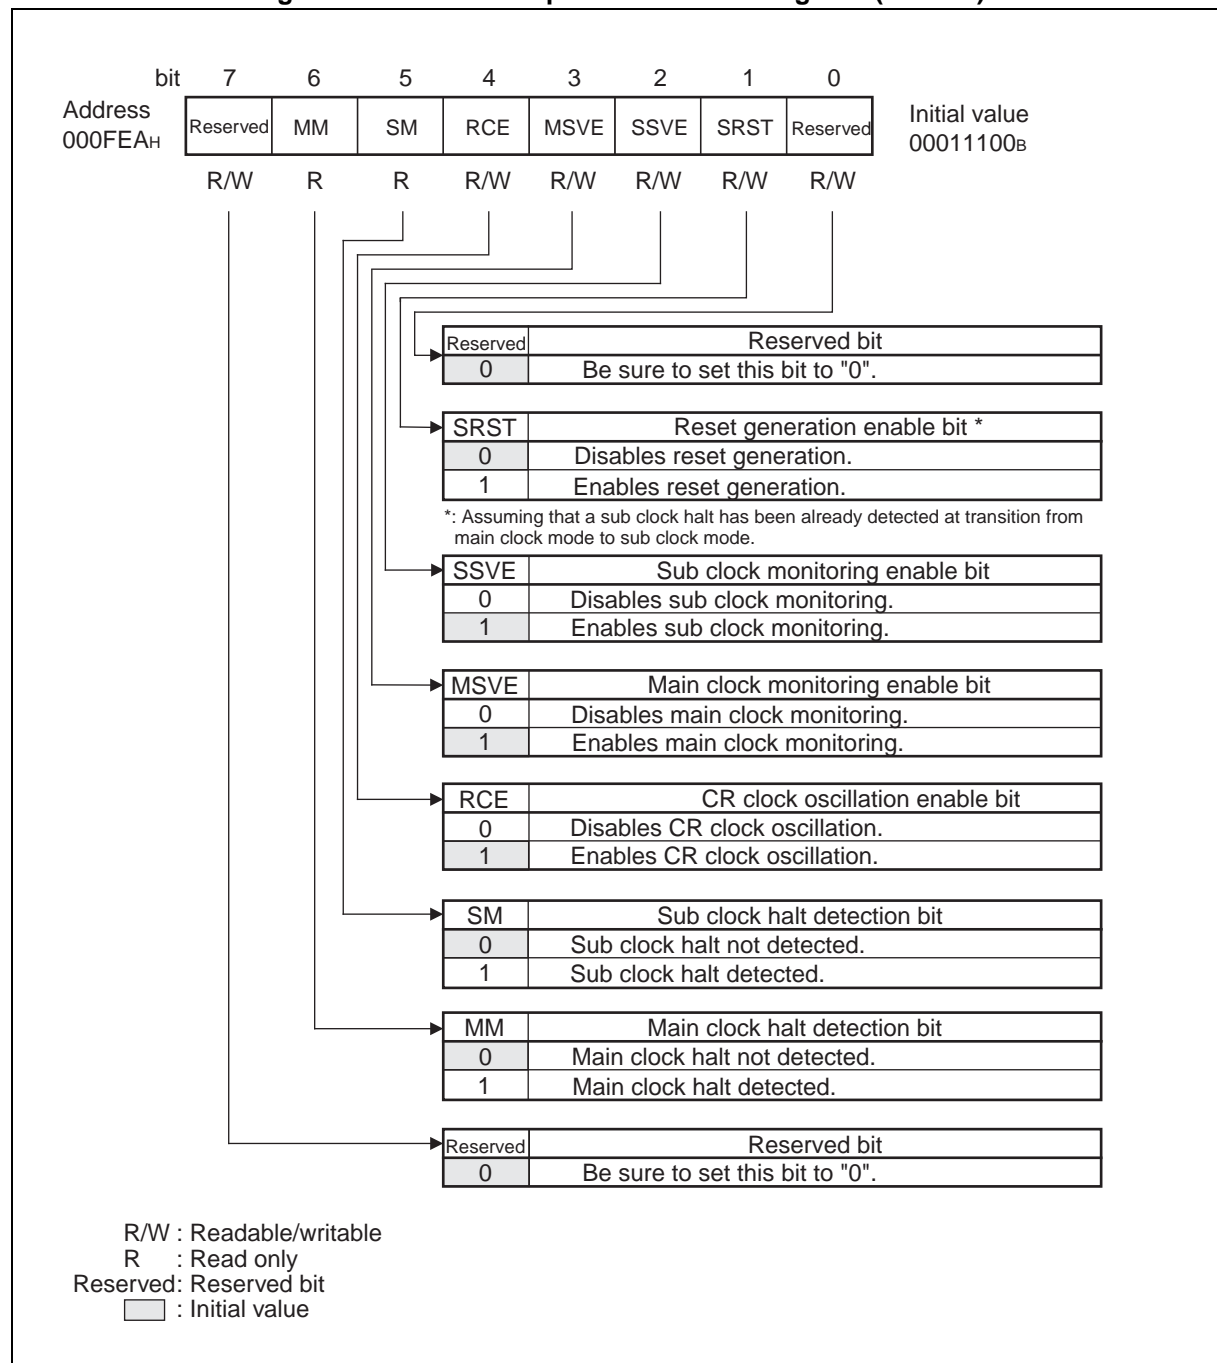 bit 7 6 5 4 3 2 1 0
Address
000FEAH
Reserved MM SM RCE MSVE SSVE SRST Reserved
Initial value
00011100B
R/W R R R/W R/W R/W R/W R/W
Reserved Reserved bit
0 Be sure to set this bit to "0".
SRST Reset generation enable bit *
0 Disables reset generation.
1 Enables reset generation.
*: Assuming that a sub clock halt has been already detected at transition from
main clock mode to sub clock mode.
SSVE Sub clock monitoring enable bit
0 Disables sub clock monitoring.
1 Enables sub clock monitoring.
MSVE Main clock monitoring enable bit
0 Disables main clock monitoring.
1 Enables main clock monitoring.
RCE CR clock oscillation enable bit
0 Disables CR clock oscillation.
1 Enables CR clock oscillation.
SM Sub clock halt detection bit
0 Sub clock halt not detected.
1 Sub clock halt detected.
MM Main clock halt detection bit
0 Main clock halt not detected.
1 Main clock halt detected.
Reserved Reserved bit
0 Be sure to set this bit to "0".
R/W : Readable/writable
R : Read only
Reserved: Reserved bit
: Initial value